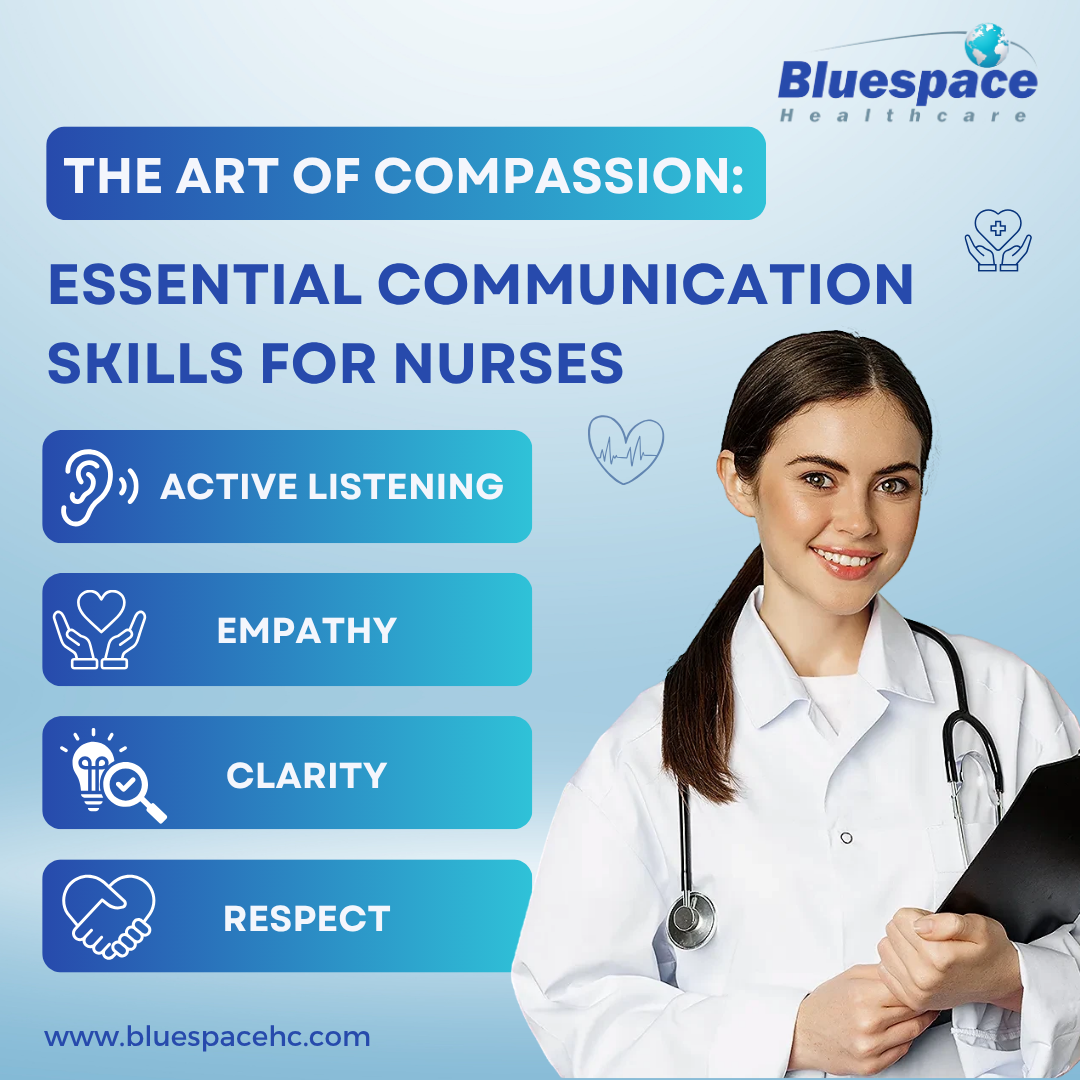 Bluespace
Healthcare
THE ART OF COMPASSION:
ESSENTIAL COMMUNICATION
SKILLS FOR NURSES
ACTIVE LISTENING
EMPATHY
CLARITY
RESPECT
www.bluespacehc.com